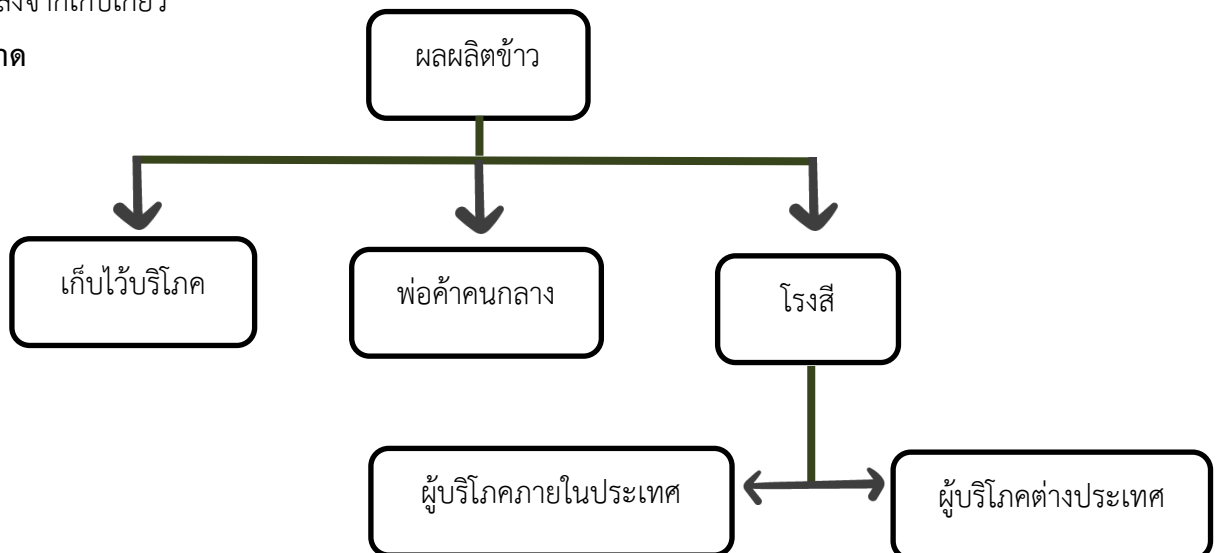 ผลผลิตข้าว
เก็บไว้บริโภค
พ่อค้าคนกลาง
โรงสี
ผู้บริโภคภายในประเทศ
ผู้บริโภคต่างประเทศ